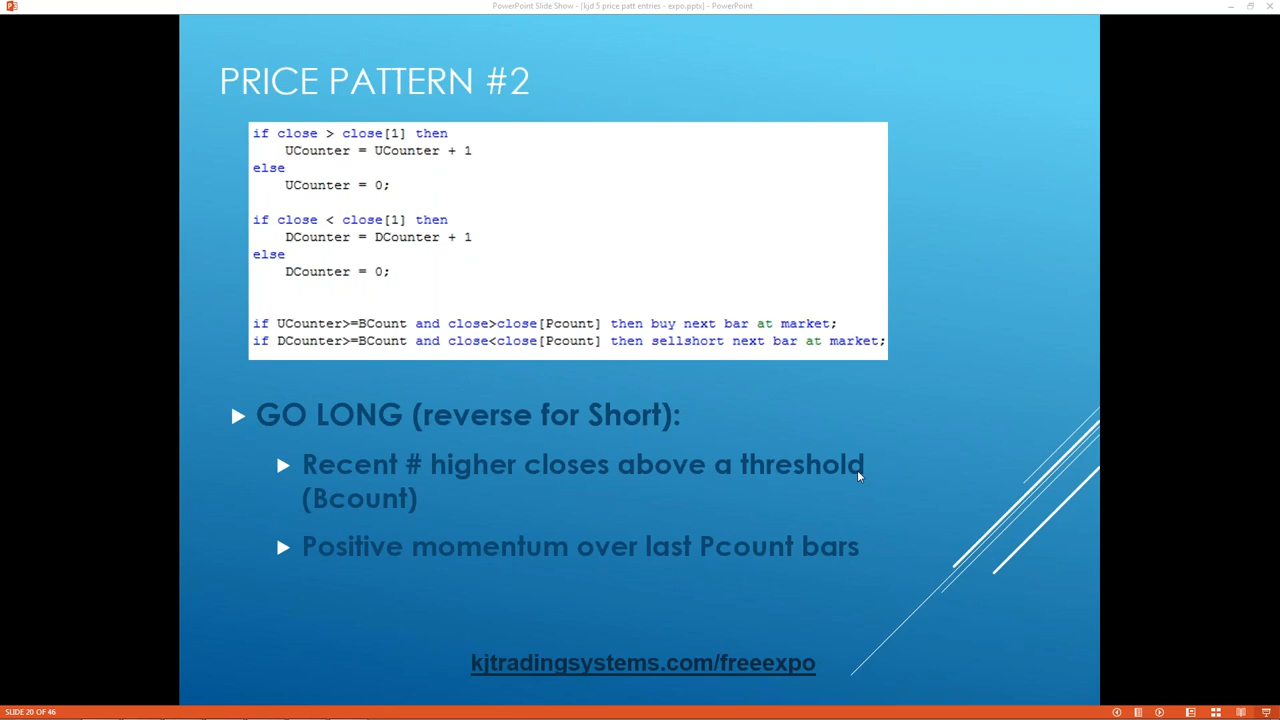 PowerPoint Slide Show - [kjd 5 price patt entries - expo.pptx] - PowerPoint
PRICE PATTERN #2
if close > close[1] then
UCounter = UCounter + 1
else
UCounter = 0;
if close < close[1] then
DCounter = DCounter + 1
else
DCounter = 0;
if UCounter>=BCount and close>close[Pcount] then buy next bar at market;
if DCounter>=BCount and close<close[Pcount] then sellshort next bar at market;
GO LONG (reverse for Short):
Recent # higher closes above a threshold
(Bcount)
Positive momentum over last Pcount bars
kjtradingsystems.com/freeexpo
SLIDE 20 OF 46